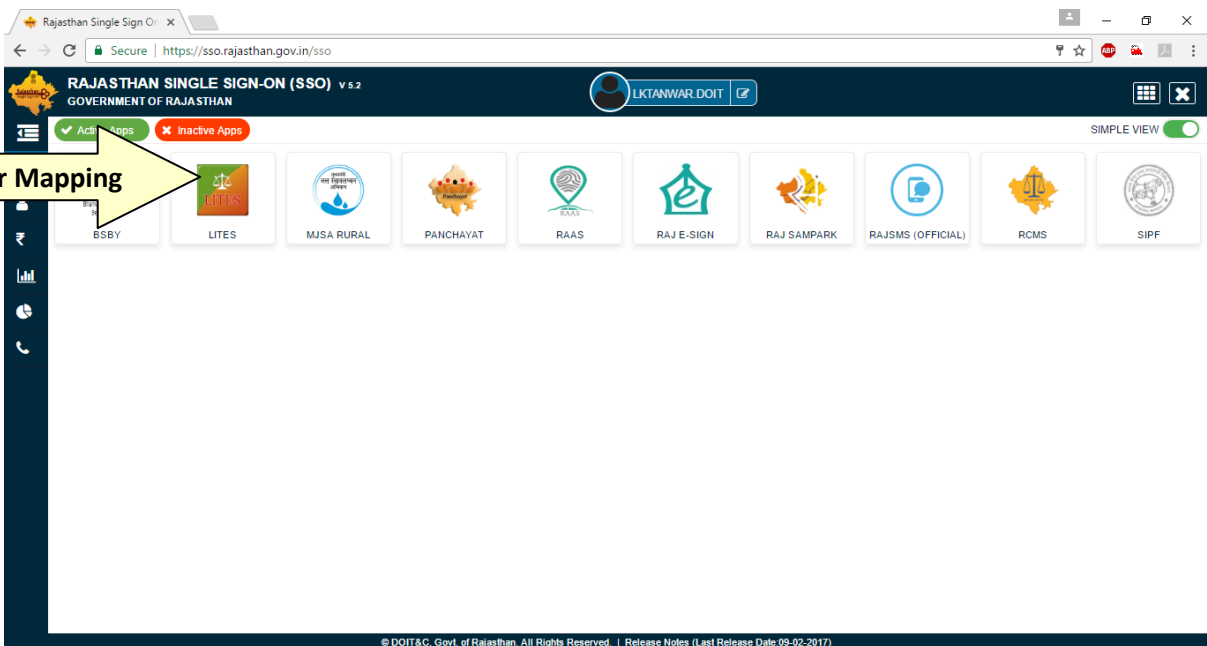 Rajasthan Single Sign On
Secure | https://sso.rajasthan.gov.in/sso
ABP
RAJASTHAN SINGLE SIGN-ON (SSO) V 5.2
GOVERNMENT OF RAJASTHAN
LKTANWAR.DOIT
Active Apps
Inactive Apps
SIMPLE VIEW
r Mapping
LITES
Panchayat
RAAS
BSBY
LITES
MJSA RURAL
PANCHAYAT
RAAS
RAJ E-SIGN
RAJ SAMPARK
RAJSMS (OFFICIAL)
RCMS
SIPF
© DOIT&C, Govt. of Rajasthan. All Rights Reserved. | Release Notes (Last Release Date:09-02-2017)